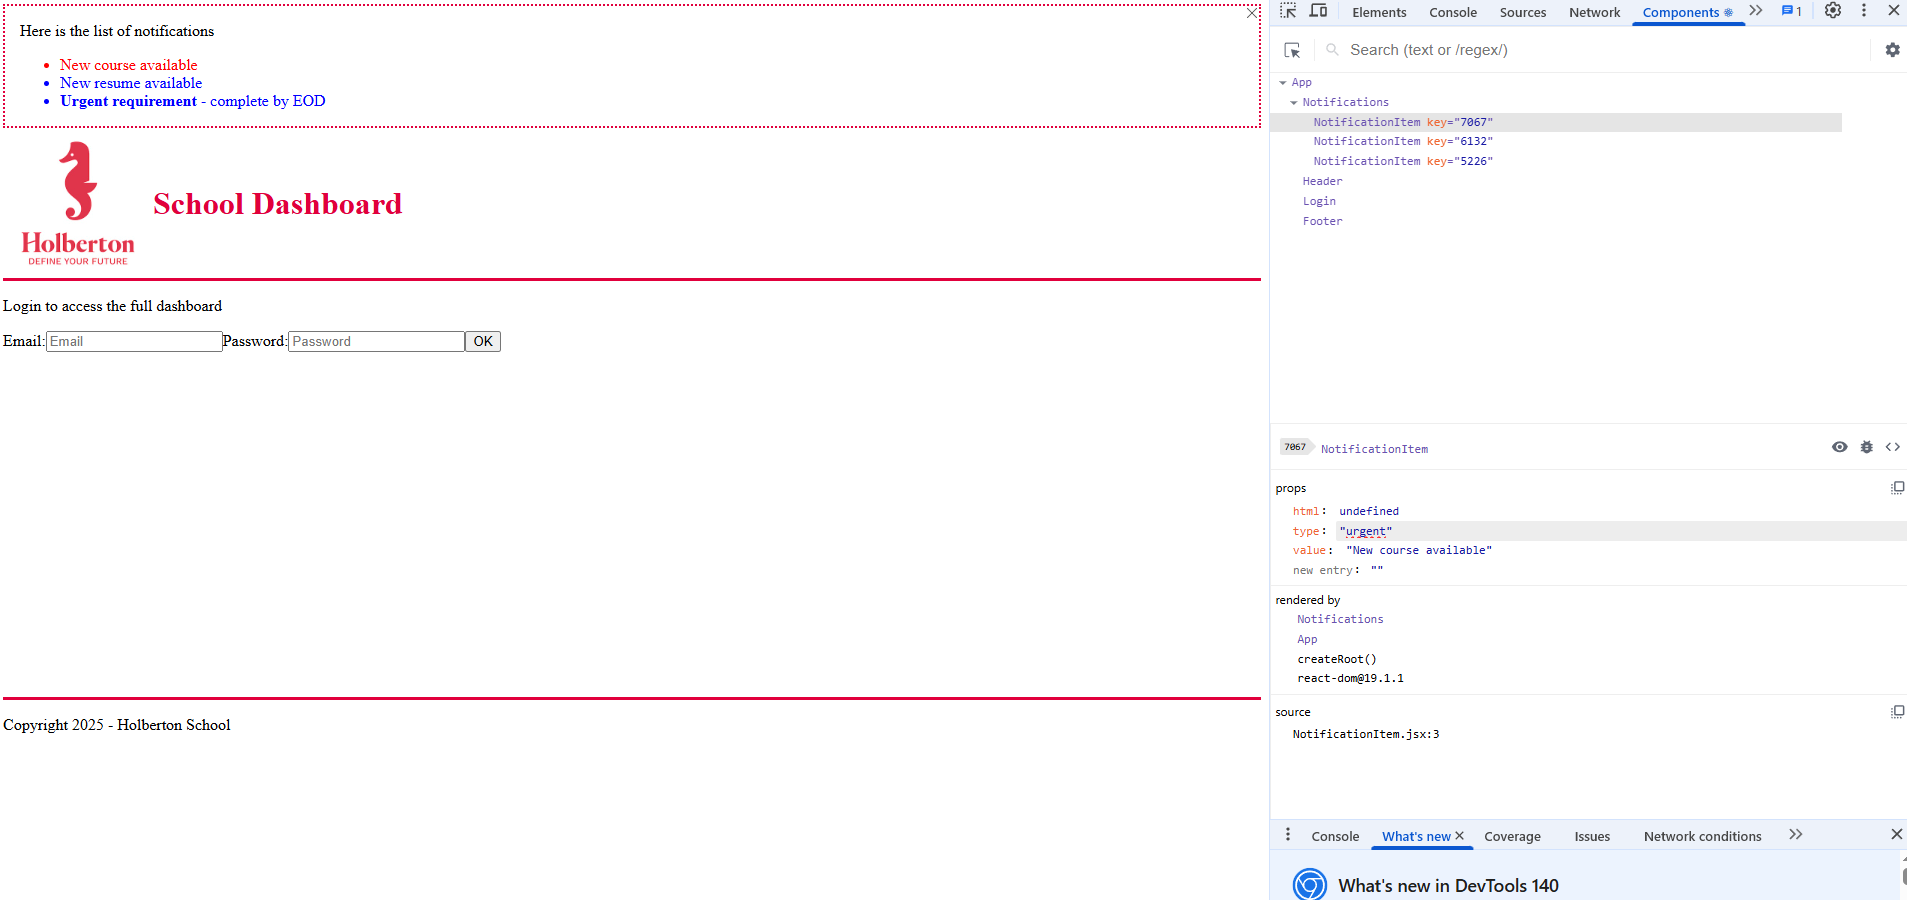 Here is the list of notifications
New course available
New resume available
Urgent requirement - complete by EOD
Holberton
DEFINE YOUR FUTURE
School Dashboard
Login to access the full dashboard
Email: Email Password: Password OK
Copyright 2025 - Holberton School
Elements Console Sources Network Components 1
Search (text or /regex/)
App
Notifications
NotificationItem key="7067"
NotificationItem key="6132"
NotificationItem key="5226"
Header
Login
Footer
7067 NotificationItem
props
html: undefined
type: "urgent"
value: "New course available"
new entry: ""
rendered by
Notifications
App
createRoot()
react-dom@19.1.1
source
NotificationItem.jsx:3
Console What's new Coverage Issues Network conditions
What's new in DevTools 140